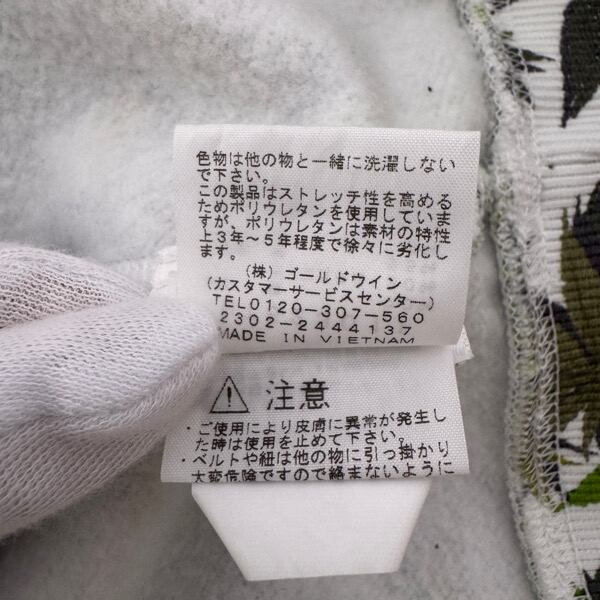 色物は他の物と一緒に洗濯しない
で下さい。
この製品はストレッチ性を高める
ためポリウレタンを使用していま
すが、ポリウレタンは素材の特性
上3年～5年程度で徐々に劣化し
ます。
(株) ゴールドウイン
(カスタマーサービスセンター)
TEL0120-307-560
2302-2444137
MADE IN VIETNAM
注意
・ご使用により皮膚に異常が発生し
た時は使用を止めて下さい。
・ベルトや紐は他の物に引っ掛かり
大変危険ですので絡まないように